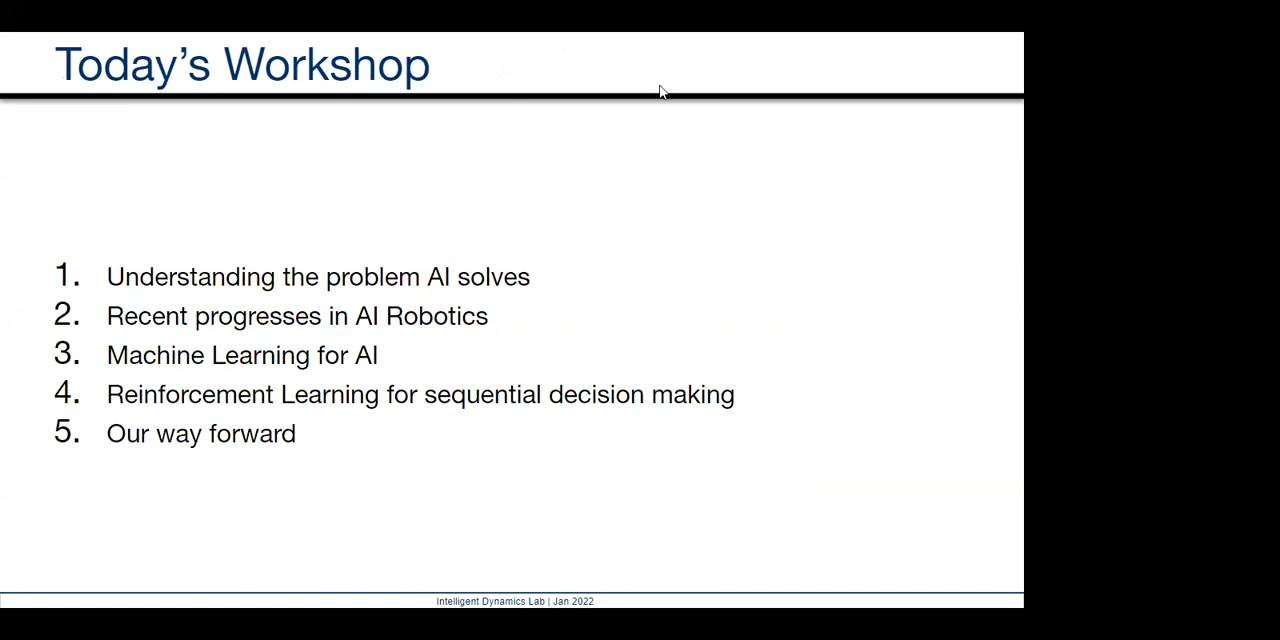 Today’s Workshop
1. Understanding the problem AI solves
2. Recent progresses in AI Robotics
3. Machine Learning for AI
4. Reinforcement Learning for sequential decision making
5. Our way forward
Intelligent Dynamics Lab | Jan 2022